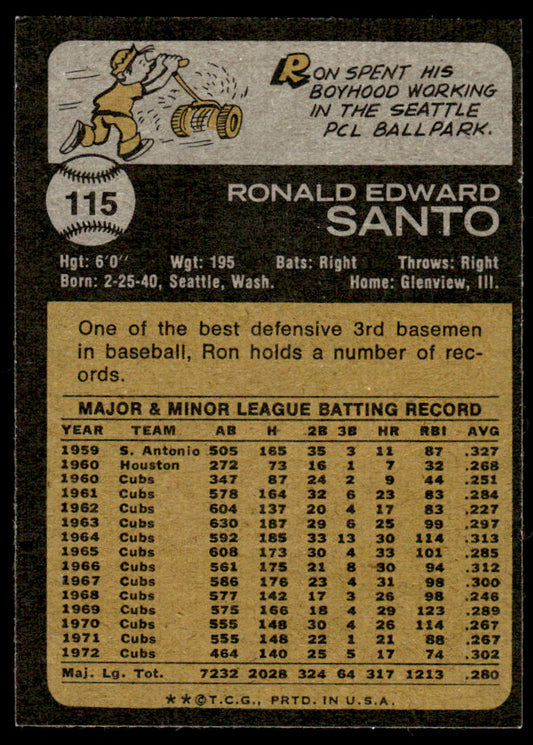 RON SPENT HIS
BOYHOOD WORKING
IN THE SEATTLE
PCL BALLPARK.
115
RONALD EDWARD
SANTO
Hgt: 6'0" Wgt: 195 Bats: Right Throws: Right
Born: 2-25-40, Seattle, Wash. Home: Glenview, Ill.
One of the best defensive 3rd basemen
in baseball, Ron holds a number of rec-
ords.
MAJOR & MINOR LEAGUE BATTING RECORD
YEAR TEAM AB H 2B 3B HR RBI AVG
1959 S. Antonio 505 165 35 3 11 87 .327
1960 Houston 272 73 16 1 7 32 .268
1960 Cubs 347 87 24 2 9 44 .251
1961 Cubs 578 164 32 6 23 83 .284
1962 Cubs 604 137 20 4 17 83 .227
1963 Cubs 630 187 29 6 25 99 .297
1964 Cubs 592 185 33 13 30 114 .313
1965 Cubs 608 173 30 4 33 101 .285
1966 Cubs 561 175 21 8 30 94 .312
1967 Cubs 586 176 23 4 31 98 .300
1968 Cubs 577 142 17 3 26 98 .246
1969 Cubs 575 166 18 4 29 123 .289
1970 Cubs 555 148 30 4 26 114 .267
1971 Cubs 555 148 22 1 21 88 .267
1972 Cubs 464 140 25 5 17 74 .302
Maj. Lg. Tot. 7232 2028 324 64 317 1213 .280
**©T.C.G., PRTD. IN U.S.A.